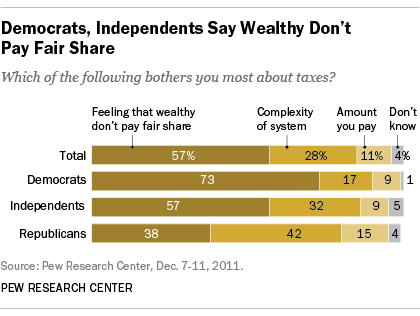 Democrats, Independents Say Wealthy Don't
Pay Fair Share
Which of the following bothers you most about taxes?
Feeling that wealthy
don't pay fair share
Complexity
of system
Amount
you pay
Don't
know
Total 57% 28% 11% 4%
Democrats 73 17 9 1
Independents 57 32 9 5
Republicans 38 42 15 4
Source: Pew Research Center, Dec. 7-11, 2011.
PEW RESEARCH CENTER